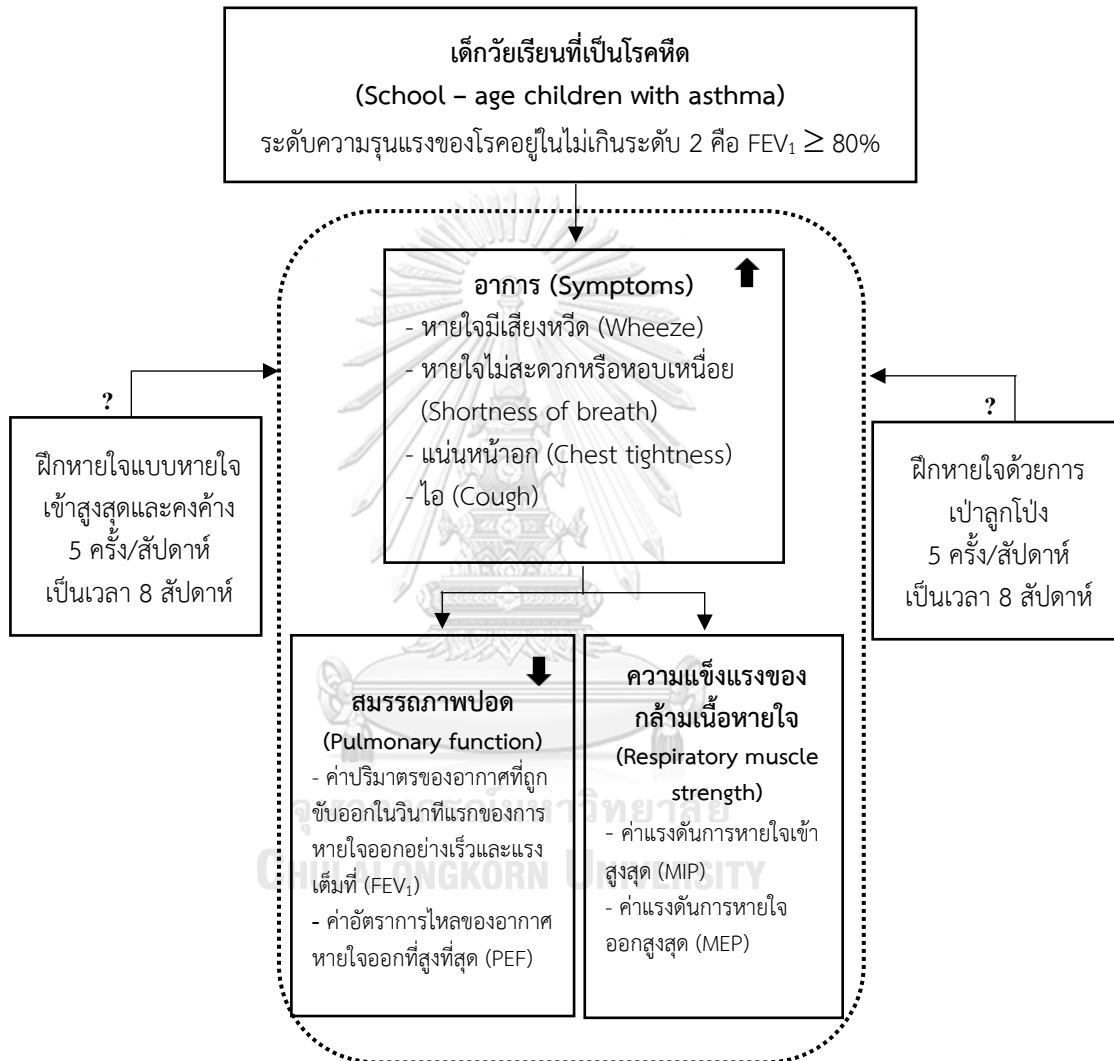 เด็กวัยเรียนที่เป็นโรคหืด
(School – age children with asthma)
ระดับความรุนแรงของโรคอยู่ในไม่เกินระดับ 2 คือ FEV₁ ≥ 80%
อาการ (Symptoms)
- หายใจมีเสียงหวีด (Wheeze)
- หายใจไม่สะดวกหรือหอบเหนื่อย
(Shortness of breath)
- แน่นหน้าอก (Chest tightness)
- ไอ (Cough)
?
ฝึกหายใจแบบหายใจ
เข้าสูงสุดและคงค้าง
5 ครั้ง/สัปดาห์
เป็นเวลา 8 สัปดาห์
?
ฝึกหายใจด้วยการ
เป่าลูกโป่ง
5 ครั้ง/สัปดาห์
เป็นเวลา 8 สัปดาห์
สมรรถภาพปอด
(Pulmonary function)
- ค่าปริมาตรของอากาศที่ถูก
ขับออกในวินาทีแรกของการ
หายใจออกอย่างเร็วและแรง
เต็มที่ (FEV₁)
- ค่าอัตราการไหลของอากาศ
หายใจออกที่สูงที่สุด (PEF)
ความแข็งแรงของ
กล้ามเนื้อหายใจ
(Respiratory muscle
strength)
- ค่าแรงดันการหายใจเข้า
สูงสุด (MIP)
- ค่าแรงดันการหายใจ
ออกสูงสุด (MEP)
จุฬาลงกรณ์มหาวิทยาลัย
CHULALONGKORN UNIVERSITY